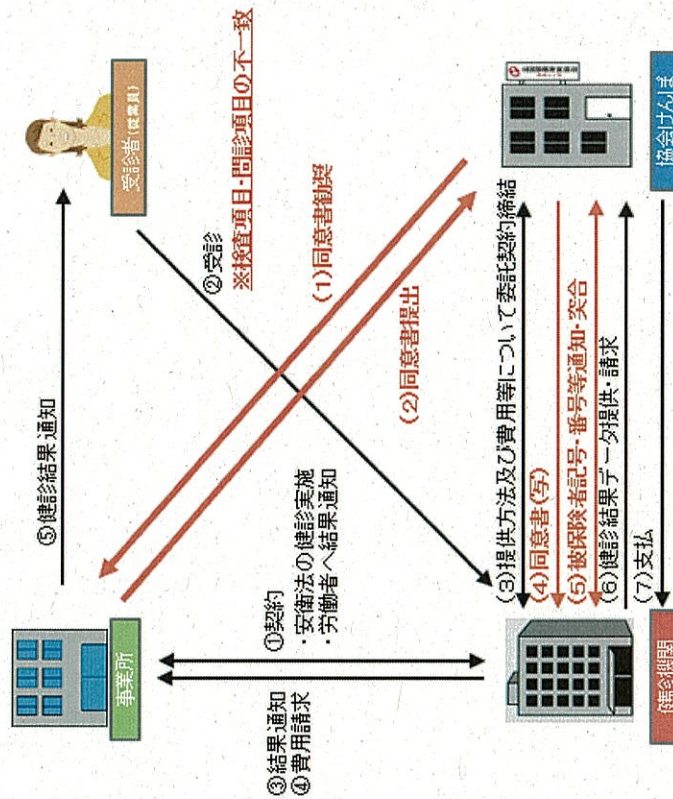 事業所
⑤健診結果通知
受診者(従業員)
③結果通知
④費用請求
①契約
・安衛法の健診実施
・労働者へ結果通知
②受診
※検査項目・問診項目の不一致
(1)同意書勧奨
(2)同意書提出
(3)提供方法及び費用等について委託契約締結
(4)同意書(写)
(5)被保険者記号・番号等通知・突合
(6)健診結果データ提供・請求
(7)支払
健診機関
協会けんぽ